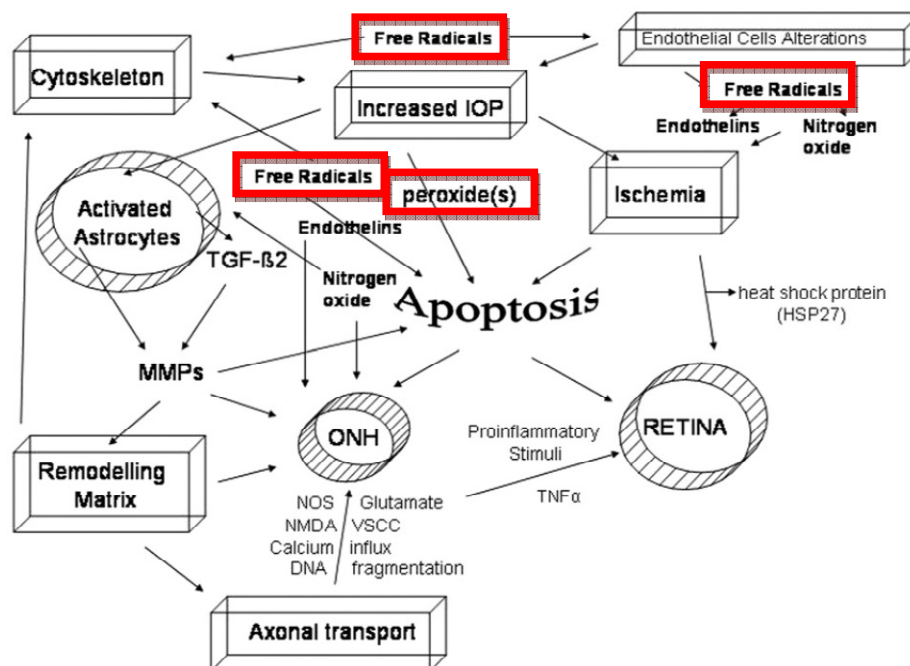 Free Radicals
Endothelial Cells Alterations
Cytoskeleton
Increased IOP
Free Radicals
Endothelins
Nitrogen
oxide
Free Radicals
peroxide(s)
Ischemia
Activated
Astrocytes
Endothelins
TGF-ß2
Nitrogen
oxide
Apoptosis
heat shock protein
(HSP27)
MMPs
ONH
RETINA
Proinflammatory
Stimuli
TNFα
Remodelling
Matrix
NOS Glutamate
NMDA VSCC
Calcium influx
DNA fragmentation
Axonal transport